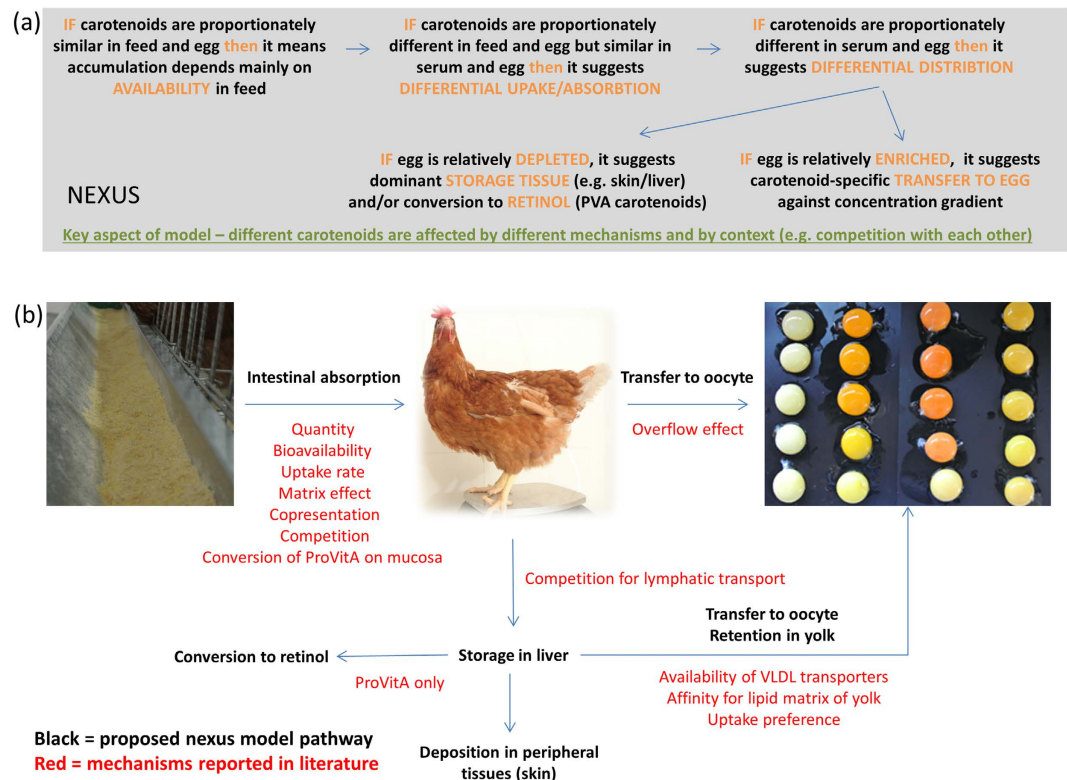 (a)
IF carotenoids are proportionately
similar in feed and egg then it means
accumulation depends mainly on
AVAILABILITY in feed
IF carotenoids are proportionately
different in feed and egg but similar in
serum and egg then it suggests
DIFFERENTIAL UPAKE/ABSORBTION
IF carotenoids are proportionately
different in serum and egg then it
suggests DIFFERENTIAL DISTRIBTION
IF egg is relatively DEPLETED, it suggests
dominant STORAGE TISSUE (e.g. skin/liver)
and/or conversion to RETINOL (PVA carotenoids)
IF egg is relatively ENRICHED, it suggests
carotenoid-specific TRANSFER TO EGG
against concentration gradient
NEXUS
Key aspect of model – different carotenoids are affected by different mechanisms and by context (e.g. competition with each other)
(b)
Intestinal absorption
Quantity
Bioavailability
Uptake rate
Matrix effect
Copresentation
Competition
Conversion of ProVitA on mucosa
Transfer to oocyte
Overflow effect
Competition for lymphatic transport
Transfer to oocyte
Retention in yolk
Conversion to retinol
Storage in liver
ProVitA only
Availability of VLDL transporters
Affinity for lipid matrix of yolk
Uptake preference
Black = proposed nexus model pathway
Red = mechanisms reported in literature
Deposition in peripheral
tissues (skin)